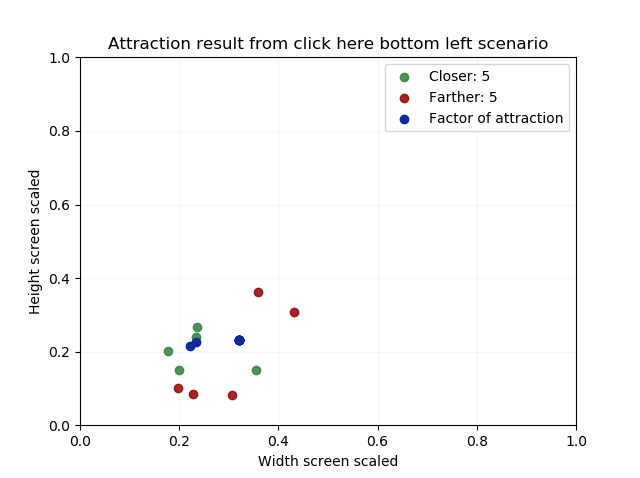 Attraction result from click here bottom left scenario
Closer: 5
Farther: 5
Factor of attraction
Height screen scaled
1.0
0.8
0.6
0.4
0.2
0.0
0.0 0.2 0.4 0.6 0.8 1.0
Width screen scaled